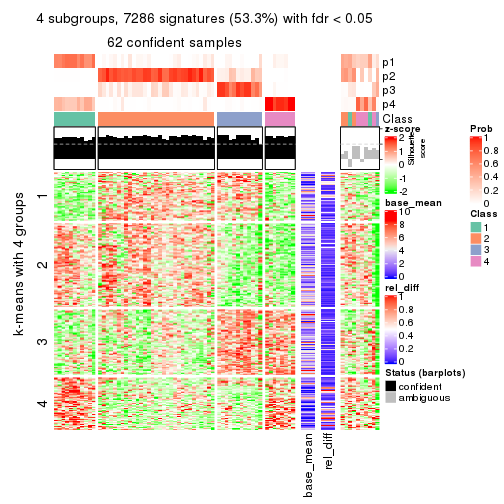 4 subgroups, 7286 signatures (53.3%) with fdr < 0.05
62 confident samples
p1
p2
p3
p4
Class
Silhouette
score
k-means with 4 groups
1
2
3
4
base_mean
rel_diff
z-score
2
1
0
-1
-2
base_mean
10
8
6
4
2
0
rel_diff
1
0.8
0.6
0.4
0.2
0
Status (barplots)
confident
ambiguous
Prob
1
0.8
0.6
0.4
0.2
0
Class
1
2
3
4